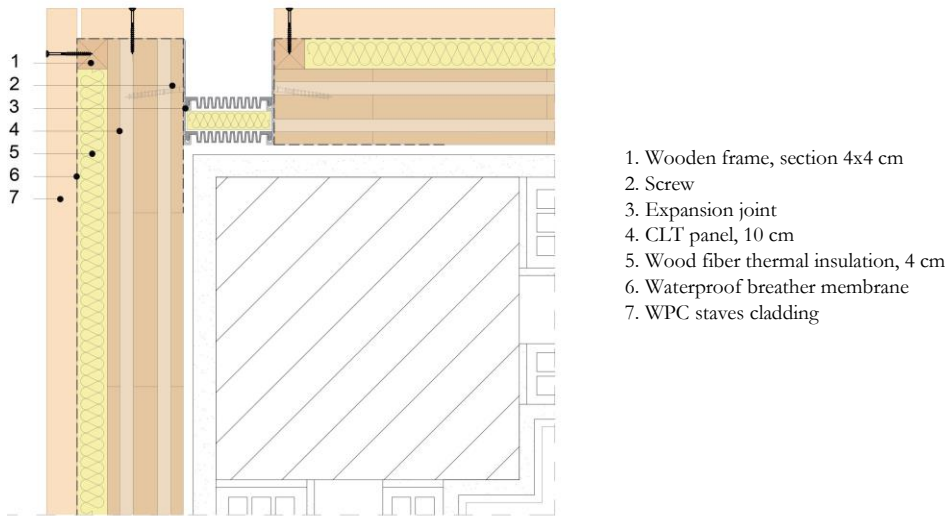 1
2
3
4
5
6
7
1. Wooden frame, section 4x4 cm
2. Screw
3. Expansion joint
4. CLT panel, 10 cm
5. Wood fiber thermal insulation, 4 cm
6. Waterproof breather membrane
7. WPC staves cladding